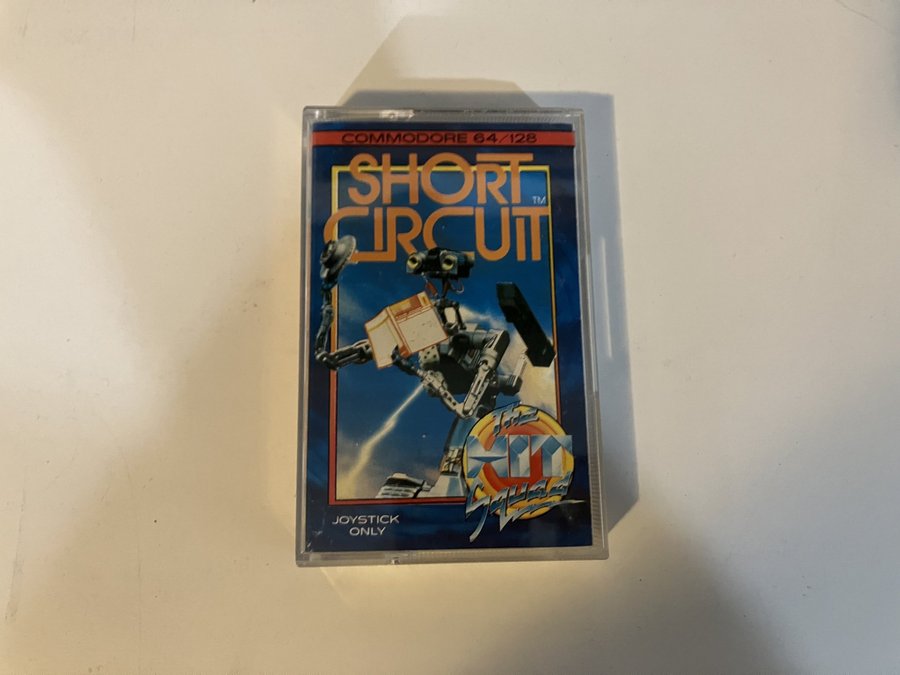 COMMODORE 64/128
SHORT
CIRCUIT
TM
The
HIT
Squad
JOYSTICK
ONLY